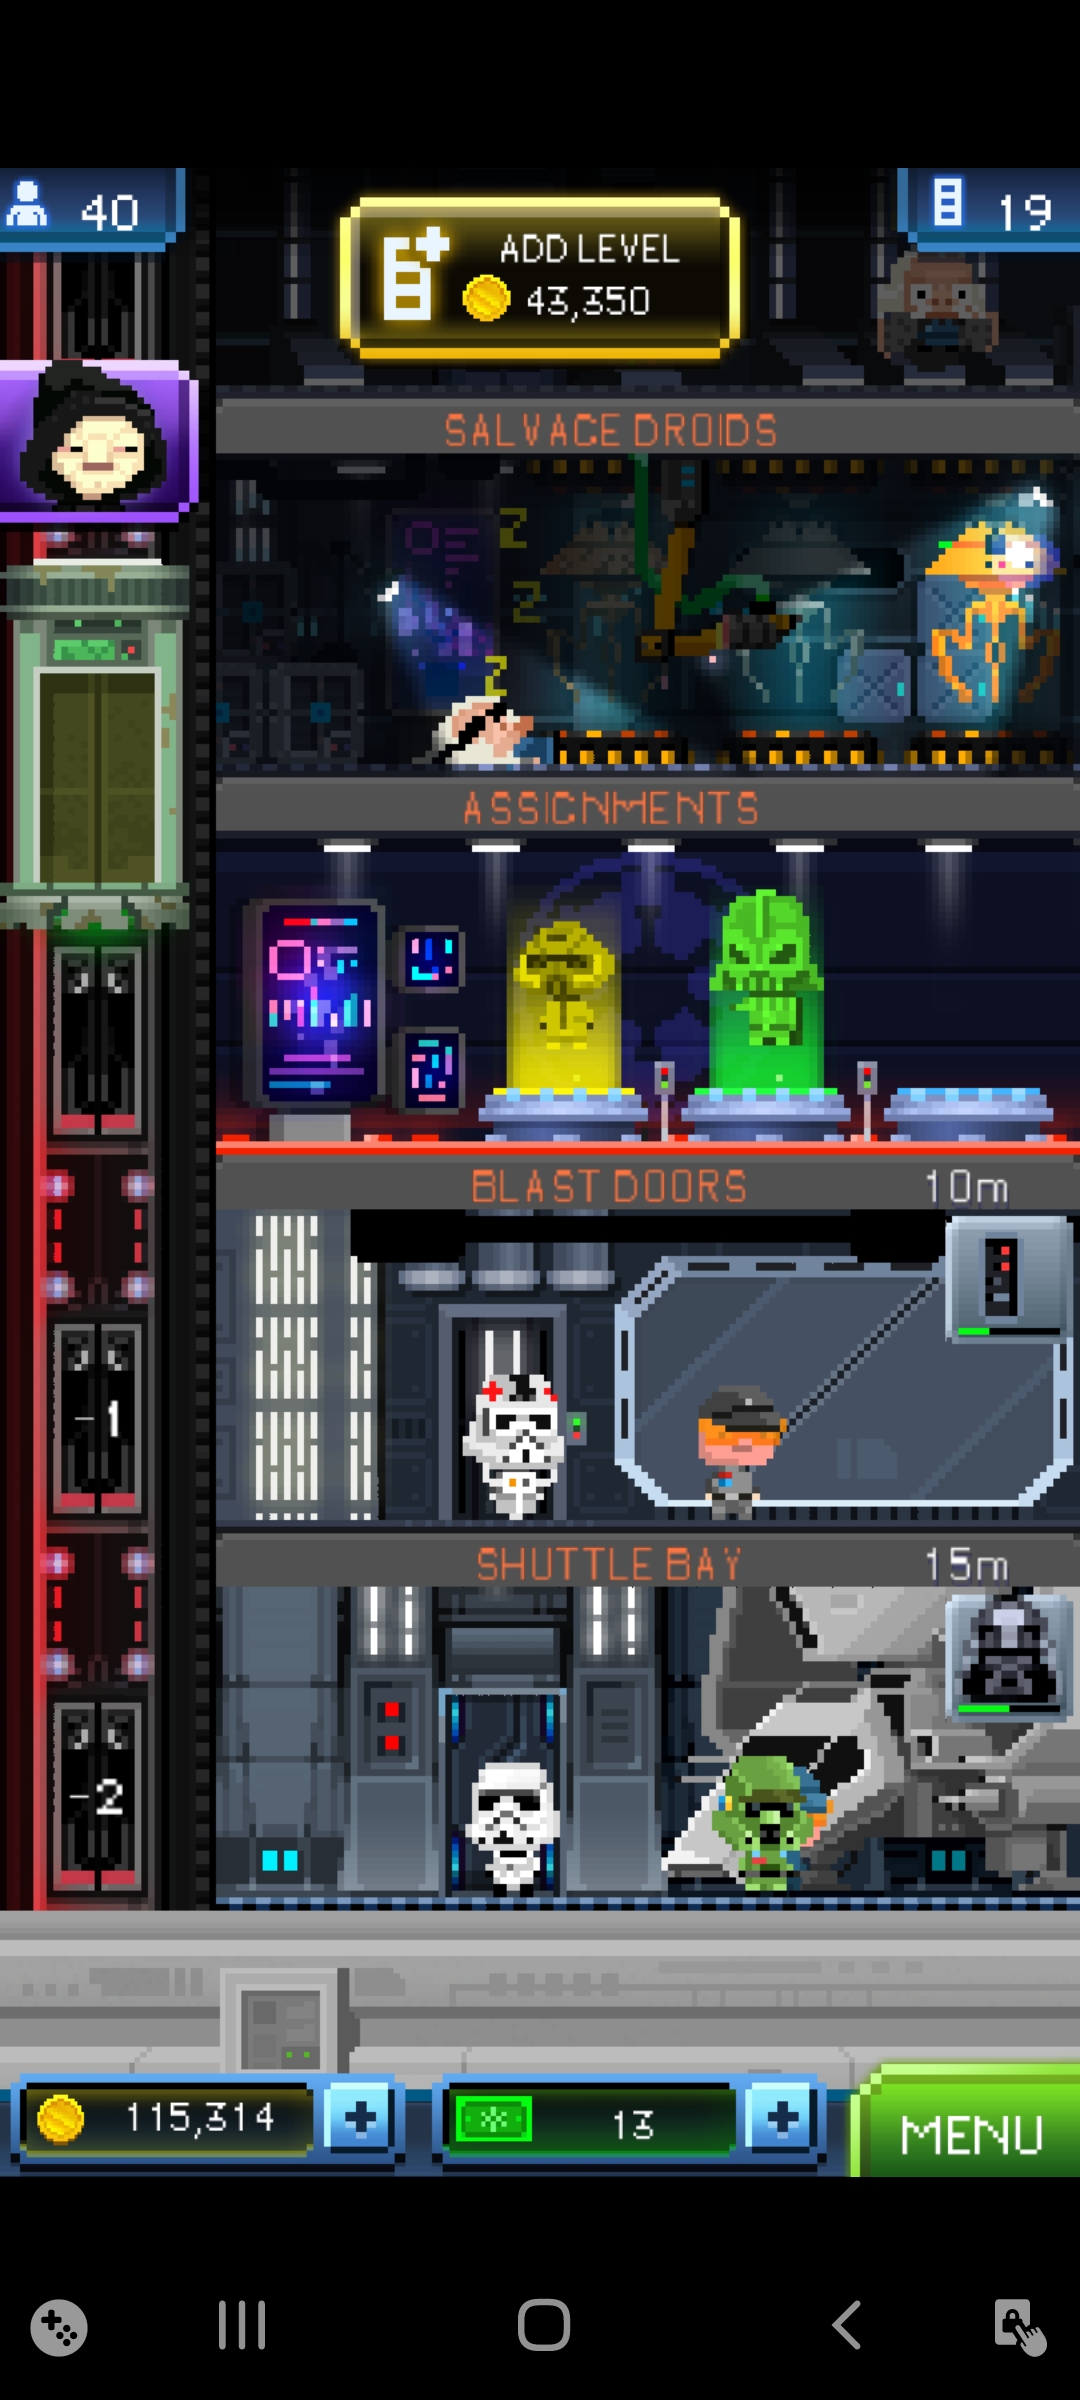 40
ADD LEVEL
43,350
19
SALVAGE DROIDS
Z
Z
Z
ASSIGNMENTS
BLAST DOORS 10m
-1
SHUTTLE BAY 15m
-2
115,314
13
MENU